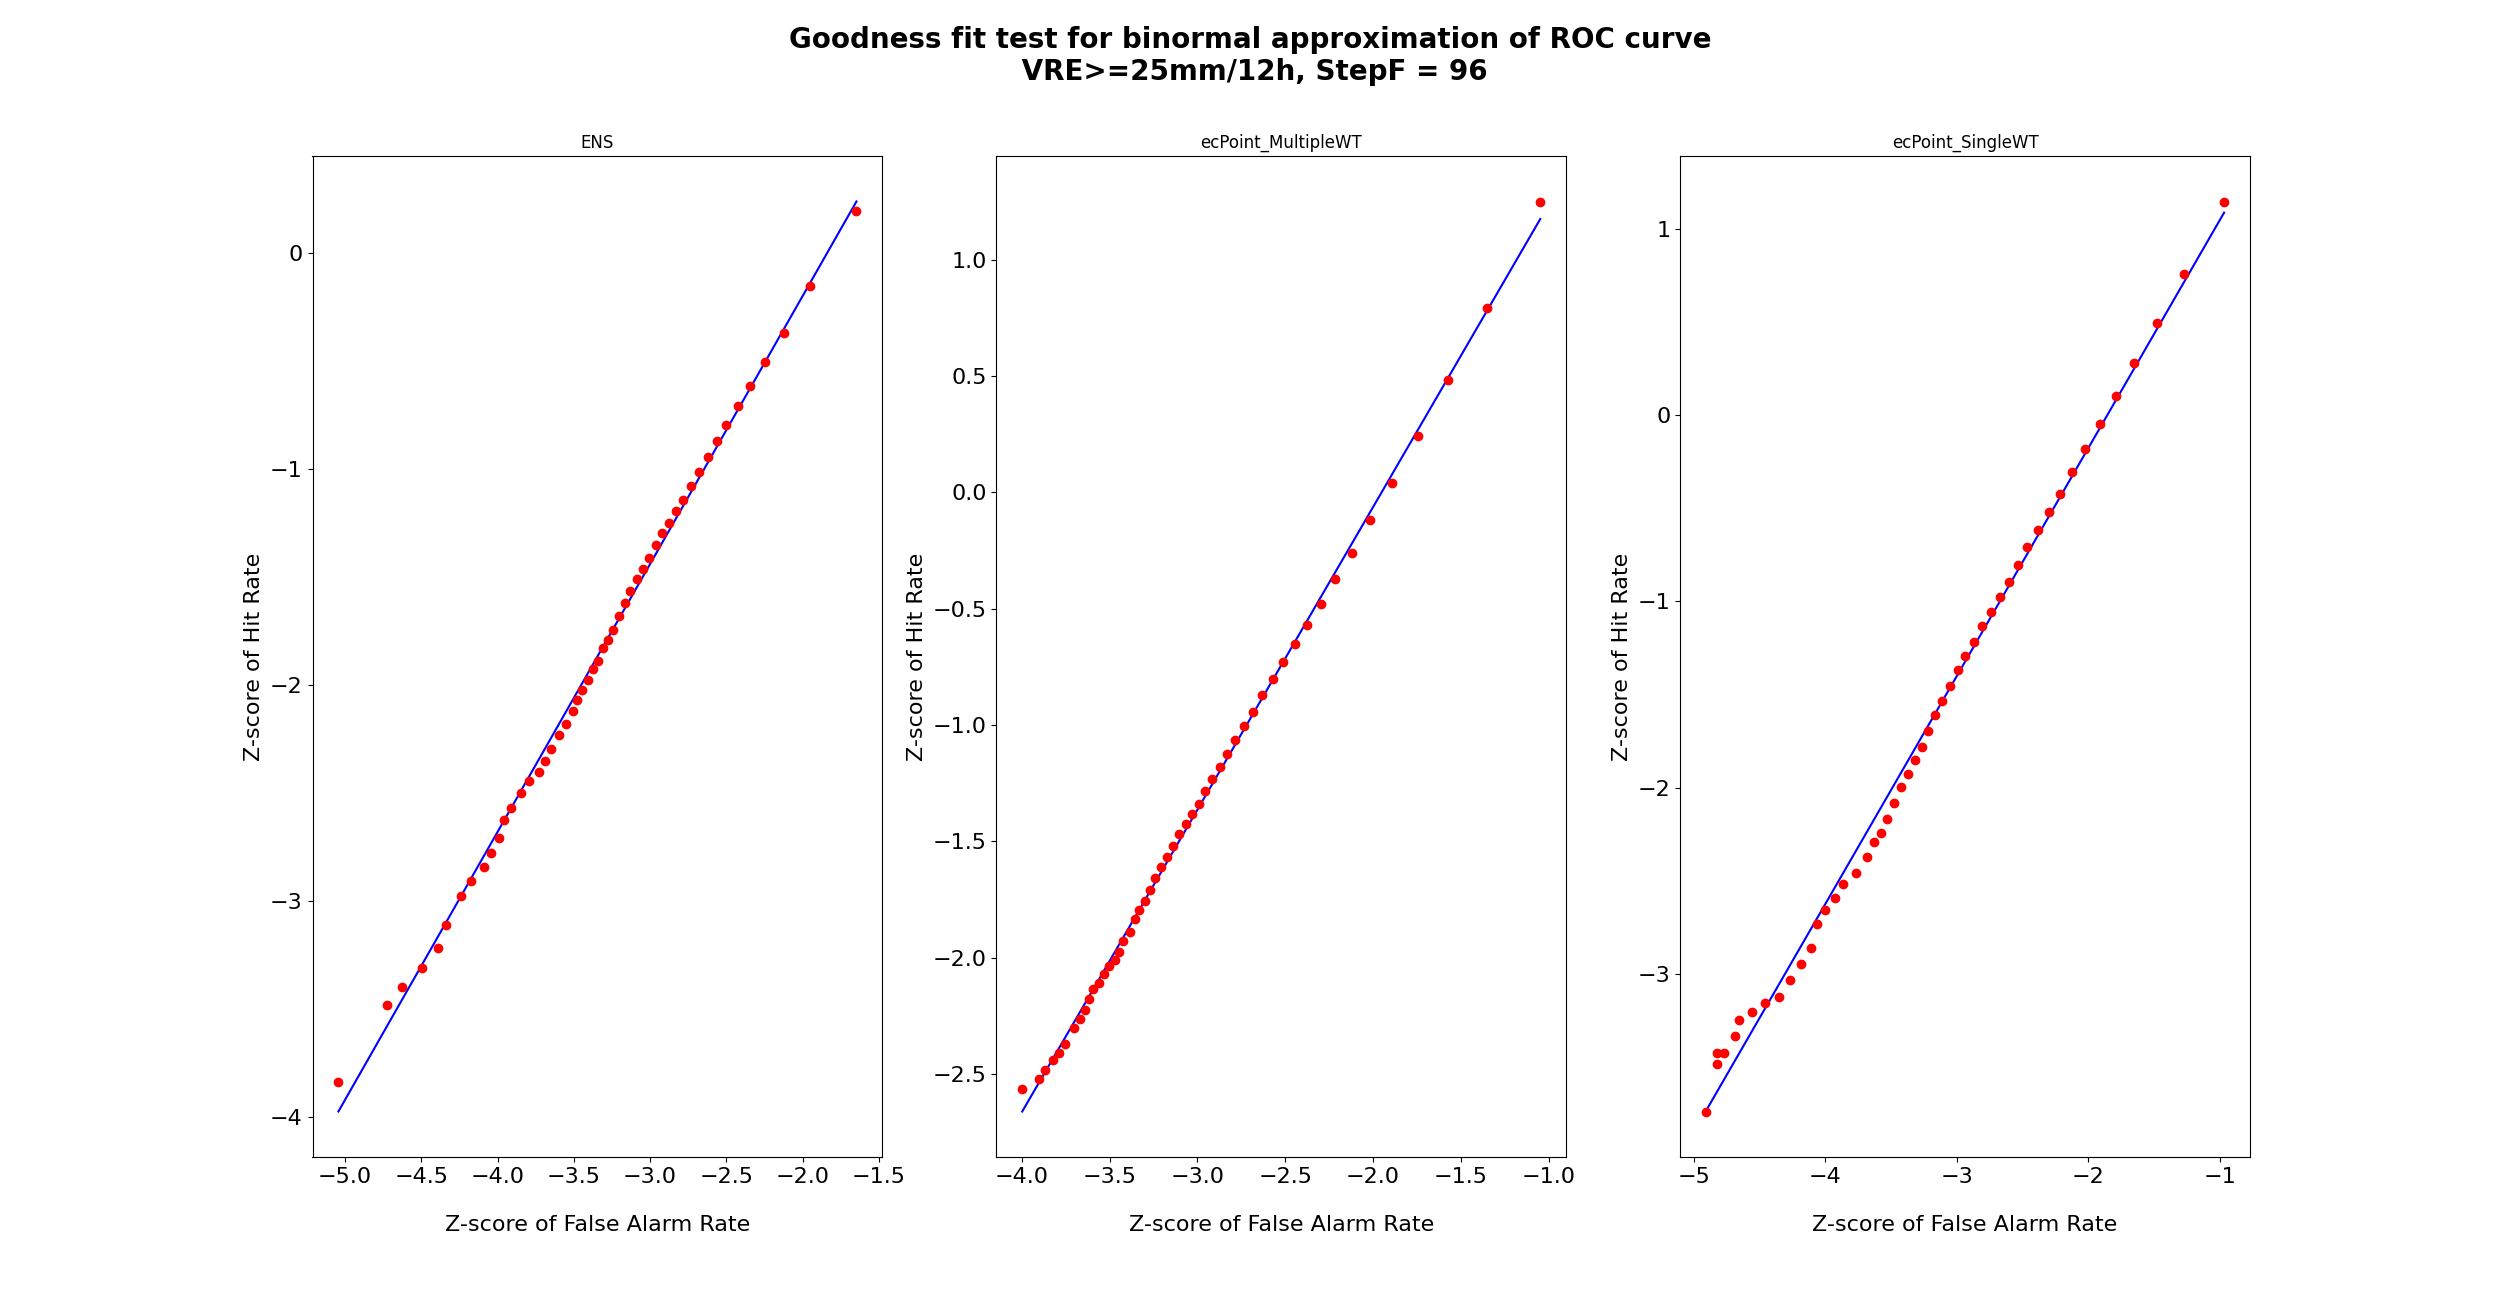 Goodness fit test for binormal approximation of ROC curve
VRE>=25mm/12h, StepF = 96
ENS
0
−1
−2
−3
−4
Z-score of Hit Rate
−5.0 −4.5 −4.0 −3.5 −3.0 −2.5 −2.0 −1.5
Z-score of False Alarm Rate
ecPoint_MultipleWT
1.0
0.5
0.0
−0.5
−1.0
−1.5
−2.0
−2.5
Z-score of Hit Rate
−4.0 −3.5 −3.0 −2.5 −2.0 −1.5 −1.0
Z-score of False Alarm Rate
ecPoint_SingleWT
1
0
−1
−2
−3
Z-score of Hit Rate
−5 −4 −3 −2 −1
Z-score of False Alarm Rate